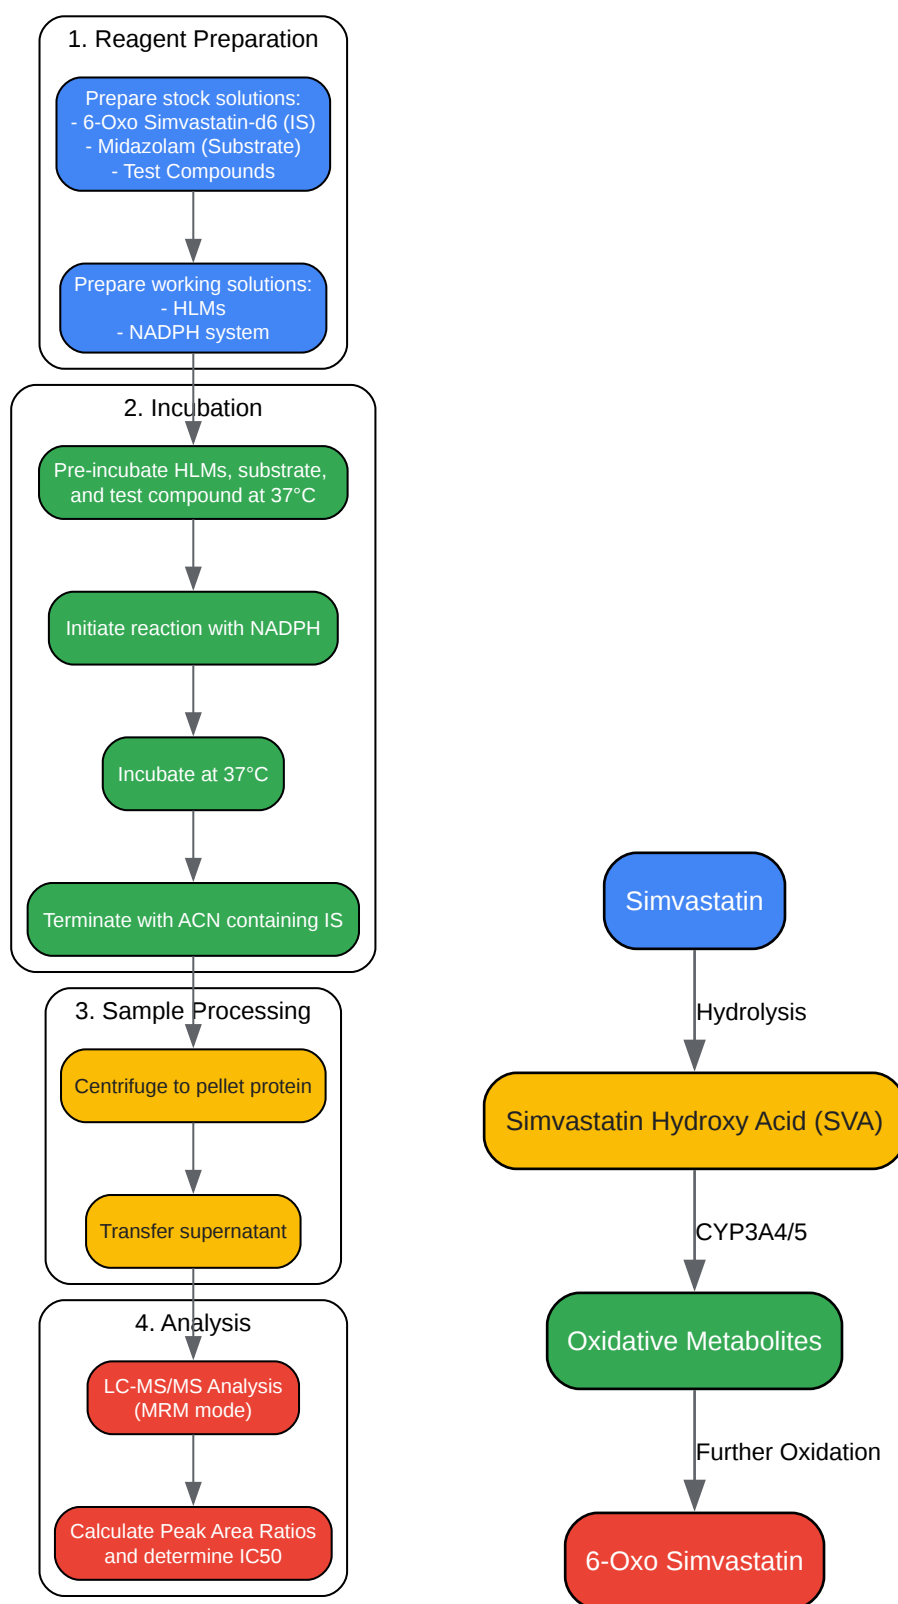 1. Reagent Preparation
Prepare stock solutions:
- 6-Oxo Simvastatin-d6 (IS)
- Midazolam (Substrate)
- Test Compounds
Prepare working solutions:
- HLMs
- NADPH system
2. Incubation
Pre-incubate HLMs, substrate,
and test compound at 37°C
Initiate reaction with NADPH
Incubate at 37°C
Terminate with ACN containing IS
3. Sample Processing
Centrifuge to pellet protein
Transfer supernatant
4. Analysis
LC-MS/MS Analysis
(MRM mode)
Calculate Peak Area Ratios
and determine IC50
Simvastatin
Hydrolysis
Simvastatin Hydroxy Acid (SVA)
CYP3A4/5
Oxidative Metabolites
Further Oxidation
6-Oxo Simvastatin